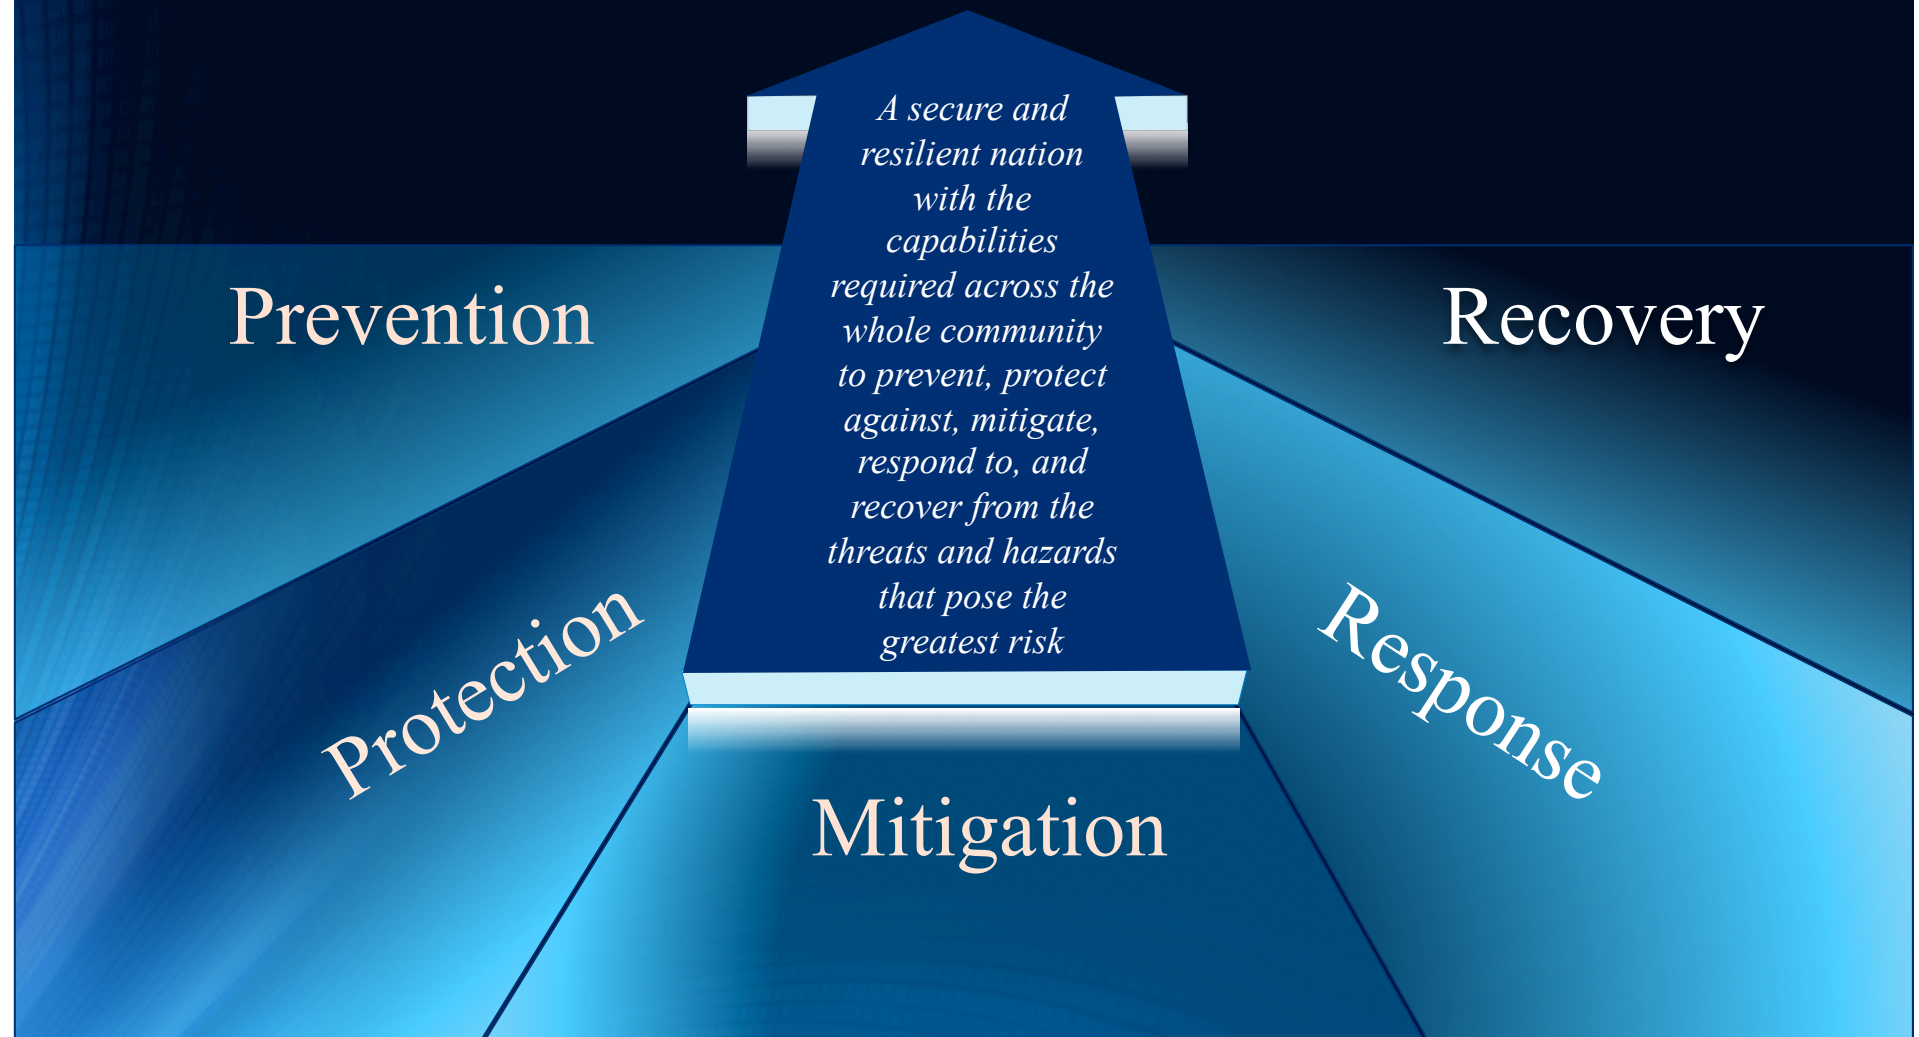 A secure and
resilient nation
with the
capabilities
required across the
whole community
to prevent, protect
against, mitigate,
respond to, and
recover from the
threats and hazards
that pose the
greatest risk
Prevention
Protection
Mitigation
Response
Recovery